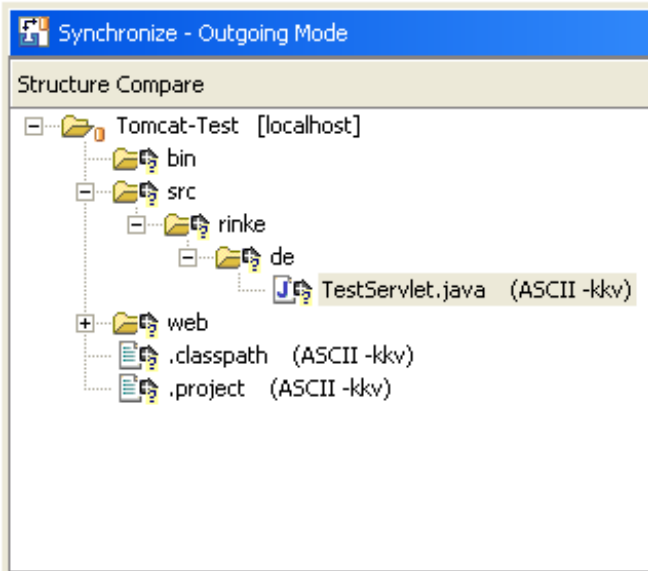 Synchronize - Outgoing Mode
Structure Compare
Tomcat-Test [localhost]
bin
src
rinke
de
TestServlet.java (ASCII -kkv)
web
.classpath (ASCII -kkv)
.project (ASCII -kkv)